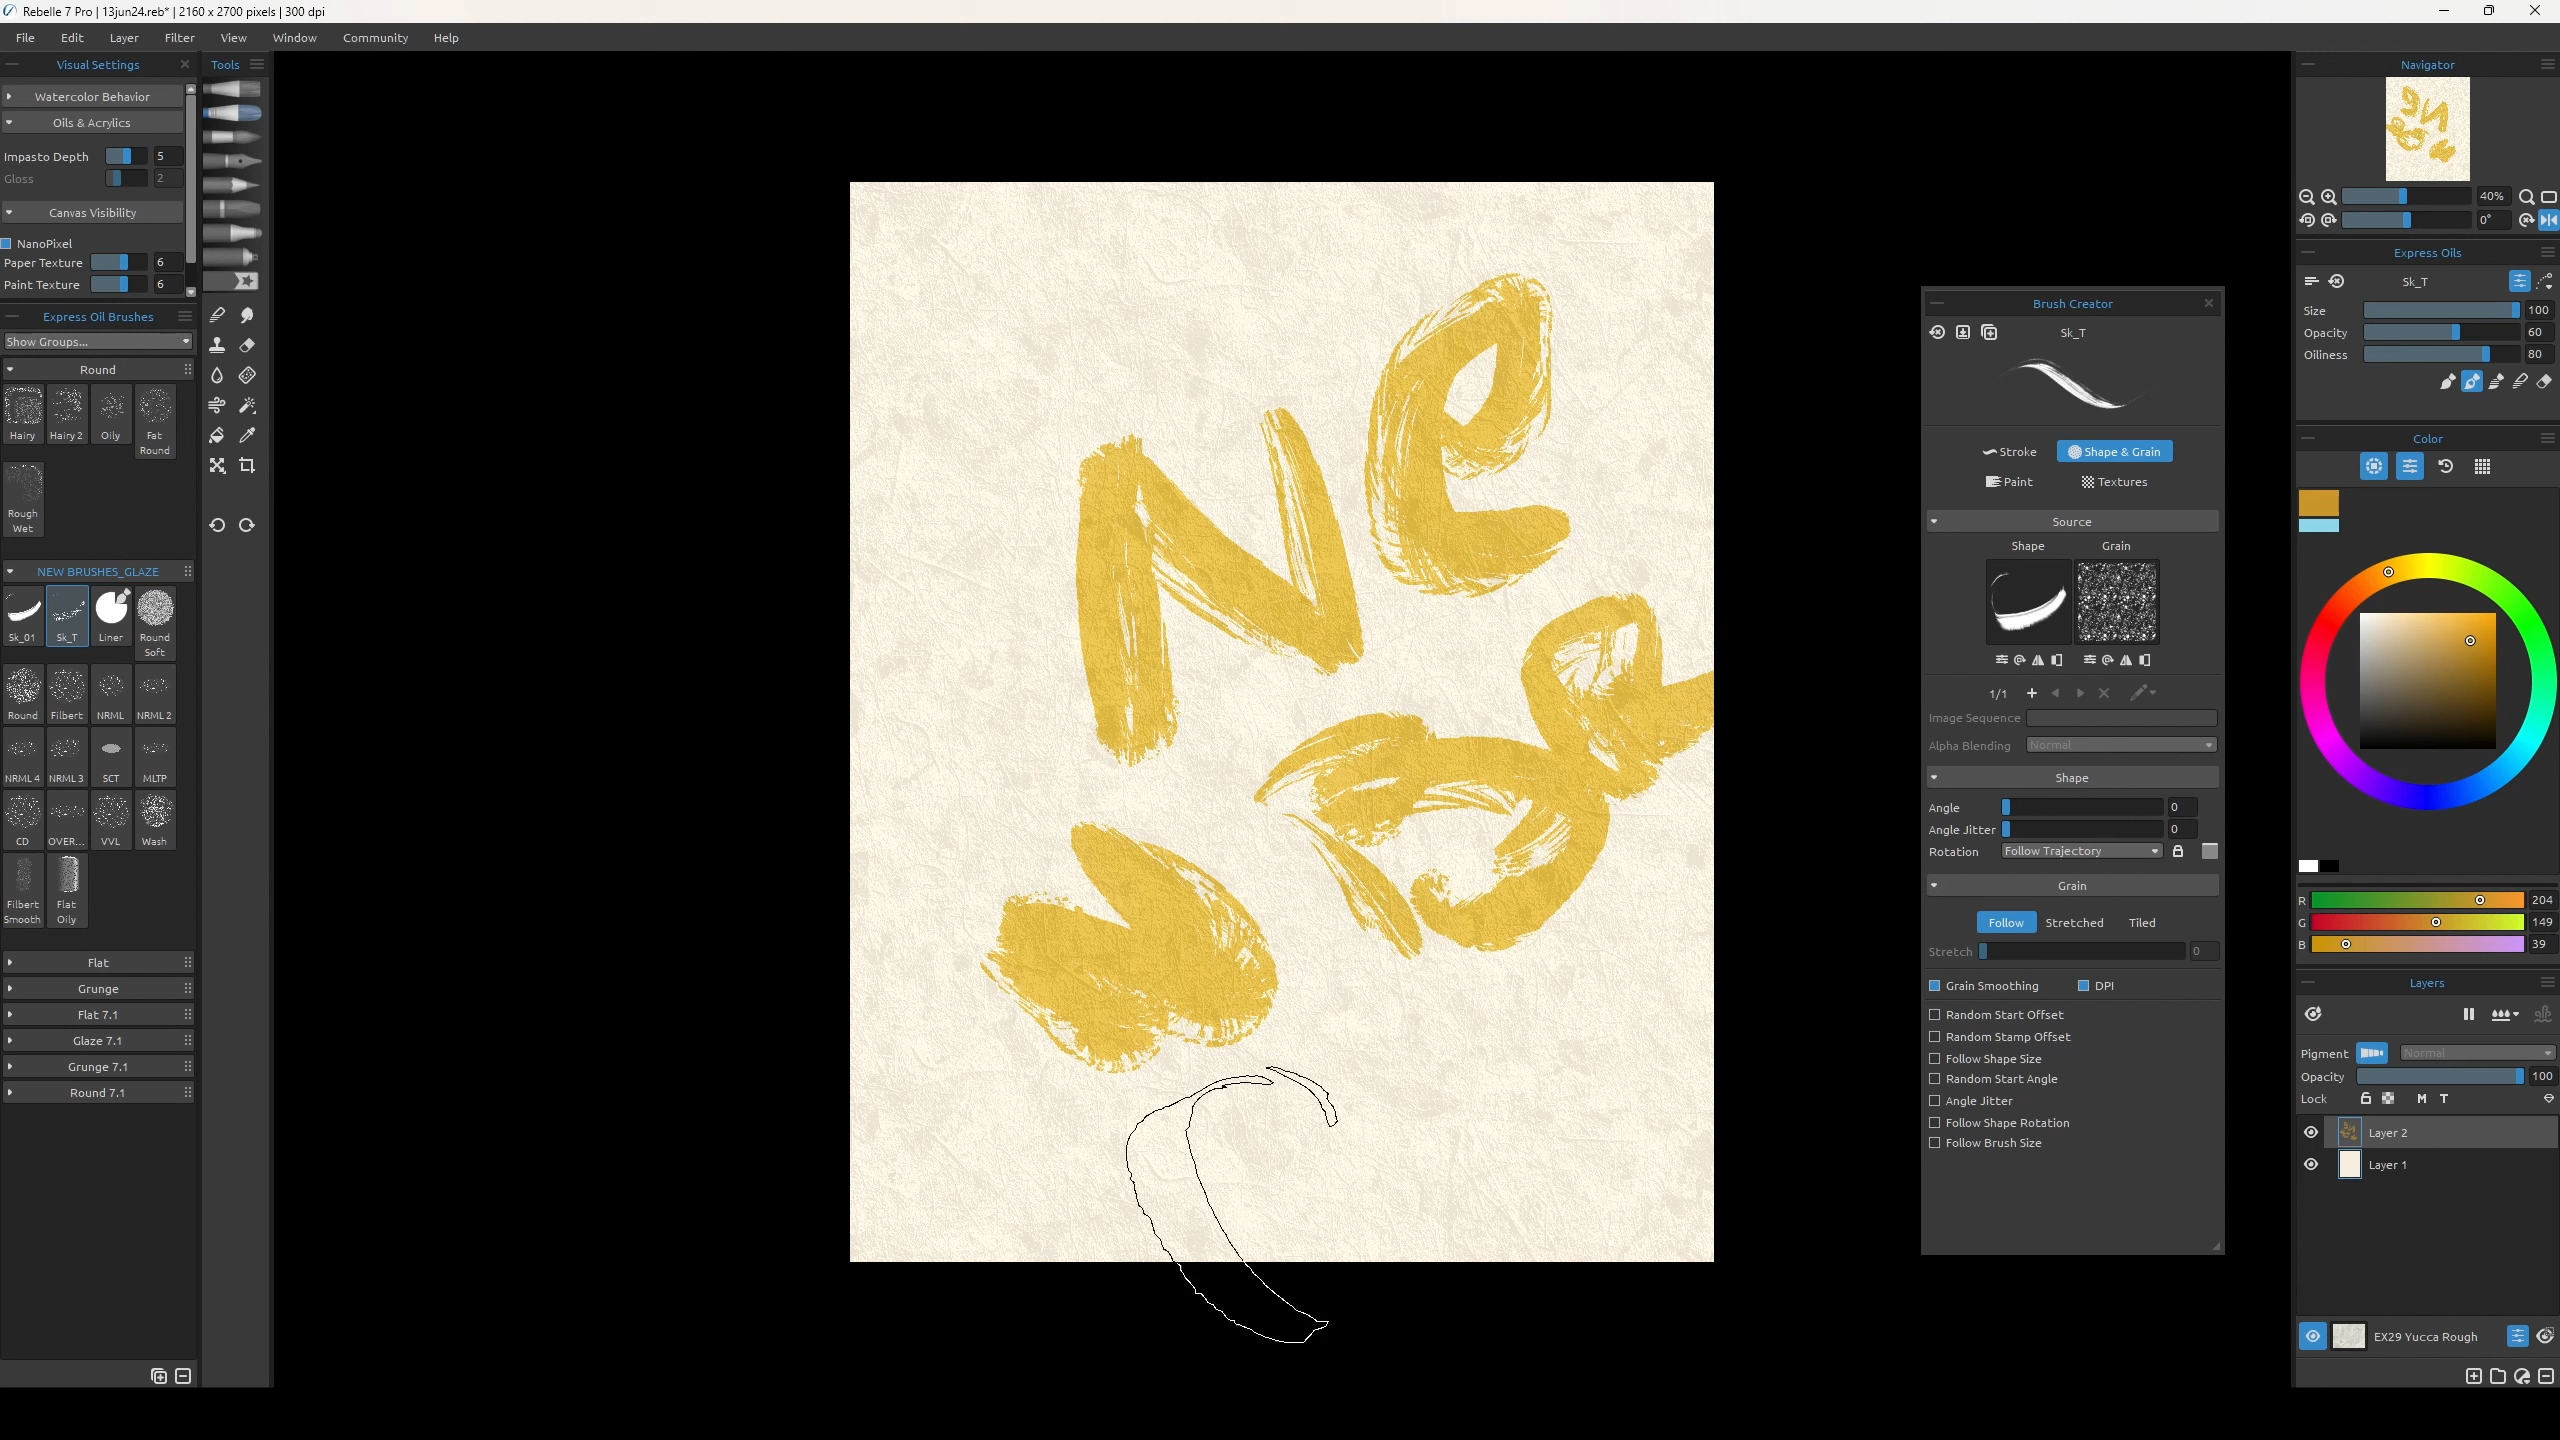 Rebelle 7 Pro | 13jun24.reb* | 2160 x 2700 pixels | 300 dpi
File Edit Layer Filter View Window Community Help
Visual Settings
Watercolor Behavior
Oils & Acrylics
Impasto Depth 5
Gloss 2
Canvas Visibility
NanoPixel
Paper Texture 6
Paint Texture 6
Express Oil Brushes
Show Groups...
Round
Hairy Hairy 2 Oily Fat Round
Rough Wet
NEW BRUSHES_GLAZE
Sk_01 Sk_T Liner Round Soft
Round Filbert NRML NRML 2
NRML 4 NRML 3 SCT MLTP
CD OVER... VVL Wash
Filbert Smooth Flat Oily
Flat
Grunge
Flat 7.1
Glaze 7.1
Grunge 7.1
Round 7.1
Tools
Brush Creator
Sk_T
Stroke Shape & Grain
Paint Textures
Source
Shape Grain
1/1
Image Sequence
Alpha Blending Normal
Shape
Angle 0
Angle Jitter 0
Rotation Follow Trajectory
Grain
Follow Stretched Tiled
Stretch 0
Grain Smoothing DPI
Random Start Offset
Random Stamp Offset
Follow Shape Size
Random Start Angle
Angle Jitter
Follow Shape Rotation
Follow Brush Size
Navigator
40%
0°
Express Oils
Sk_T
Size 100
Opacity 60
Oiliness 80
Color
R 204
G 149
B 39
Layers
Pigment Normal
Opacity 100
Lock M T
Layer 2
Layer 1
EX29 Yucca Rough